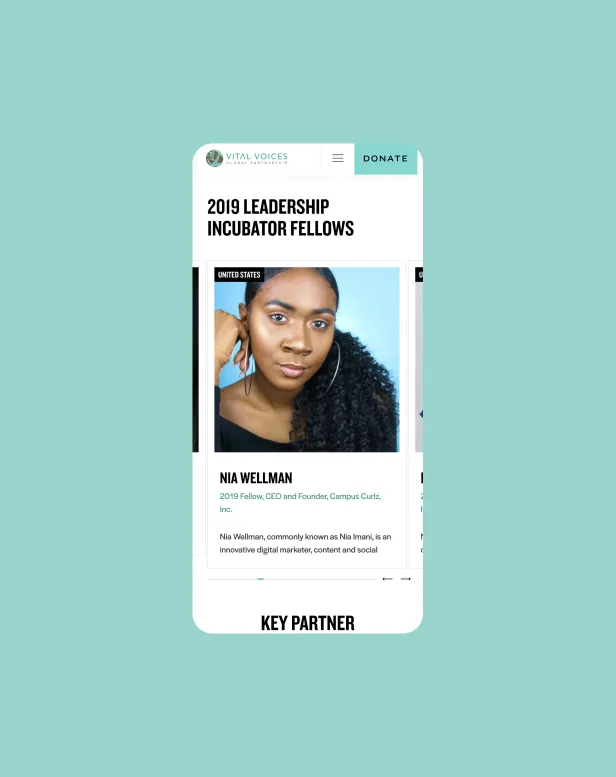 VITAL VOICES
GLOBAL PARTNERSHIP
DONATE
2019 LEADERSHIP
INCUBATOR FELLOWS
UNITED STATES
NIA WELLMAN
2019 Fellow, CEO and Founder, Campus Curlz,
Inc.
Nia Wellman, commonly known as Nia Imani, is an
innovative digital marketer, content and social
KEY PARTNER